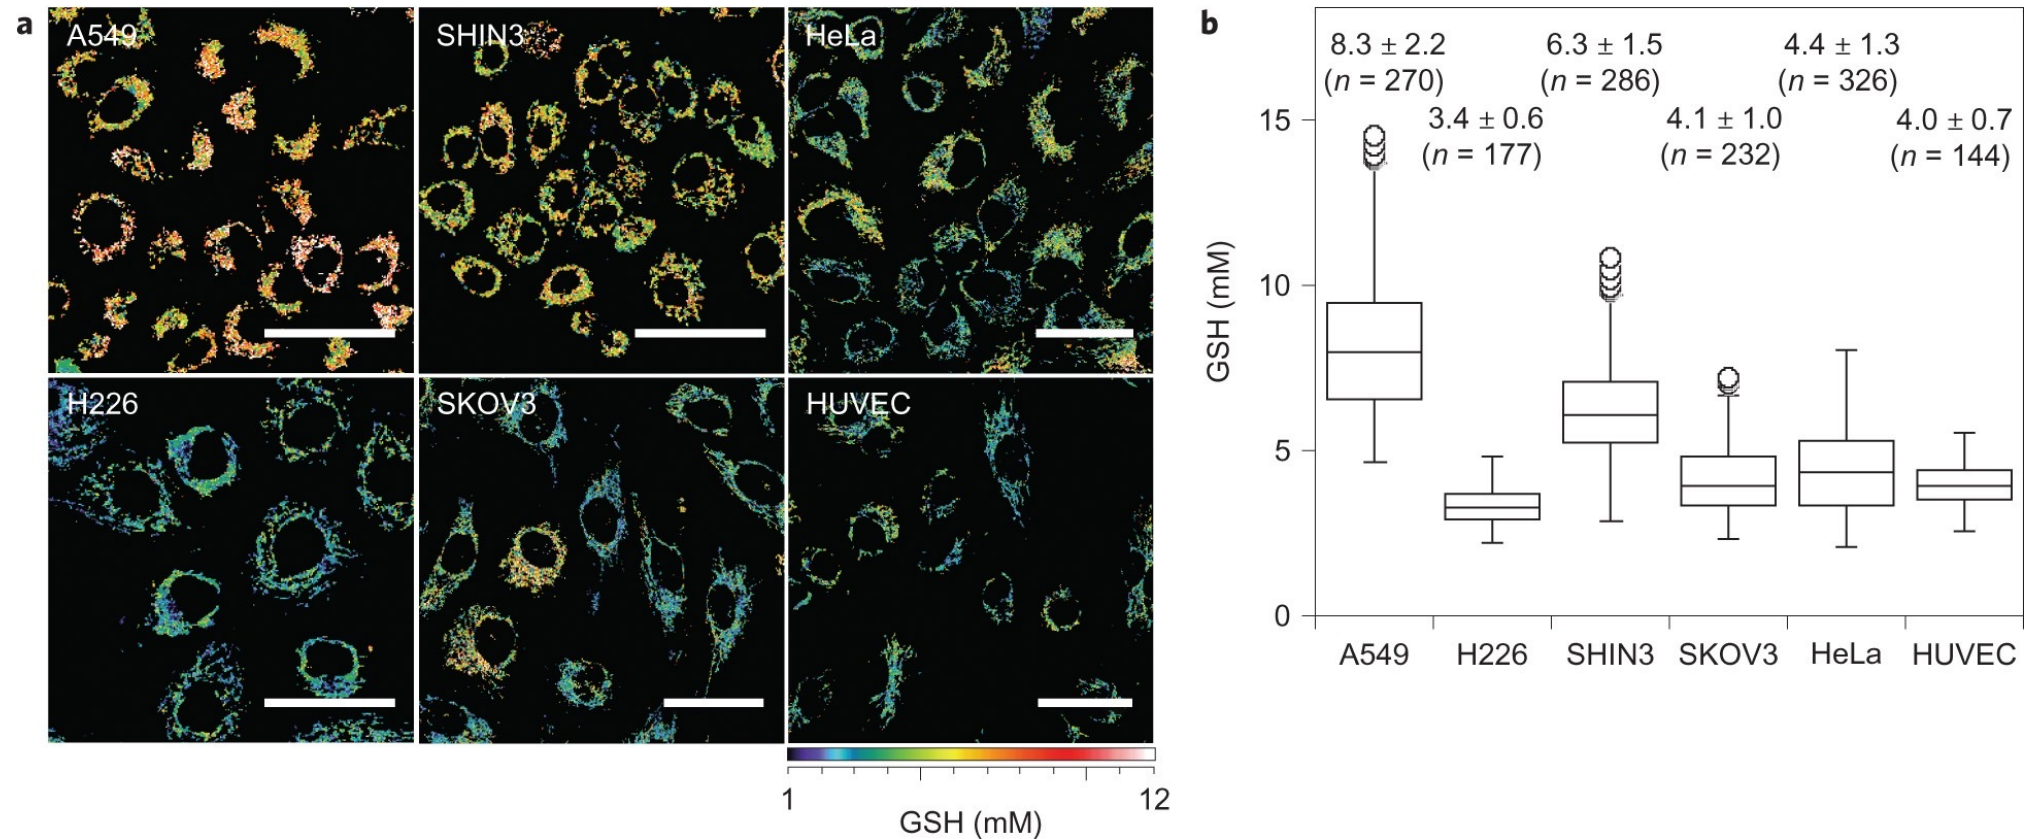 a
A549
SHIN3
HeLa
H226
SKOV3
HUVEC
1
12
GSH (mM)
b
8.3 ± 2.2
(n = 270)
6.3 ± 1.5
(n = 286)
4.4 ± 1.3
(n = 326)
3.4 ± 0.6
(n = 177)
4.1 ± 1.0
(n = 232)
4.0 ± 0.7
(n = 144)
GSH (mM)
15
10
5
0
A549
H226
SHIN3
SKOV3
HeLa
HUVEC